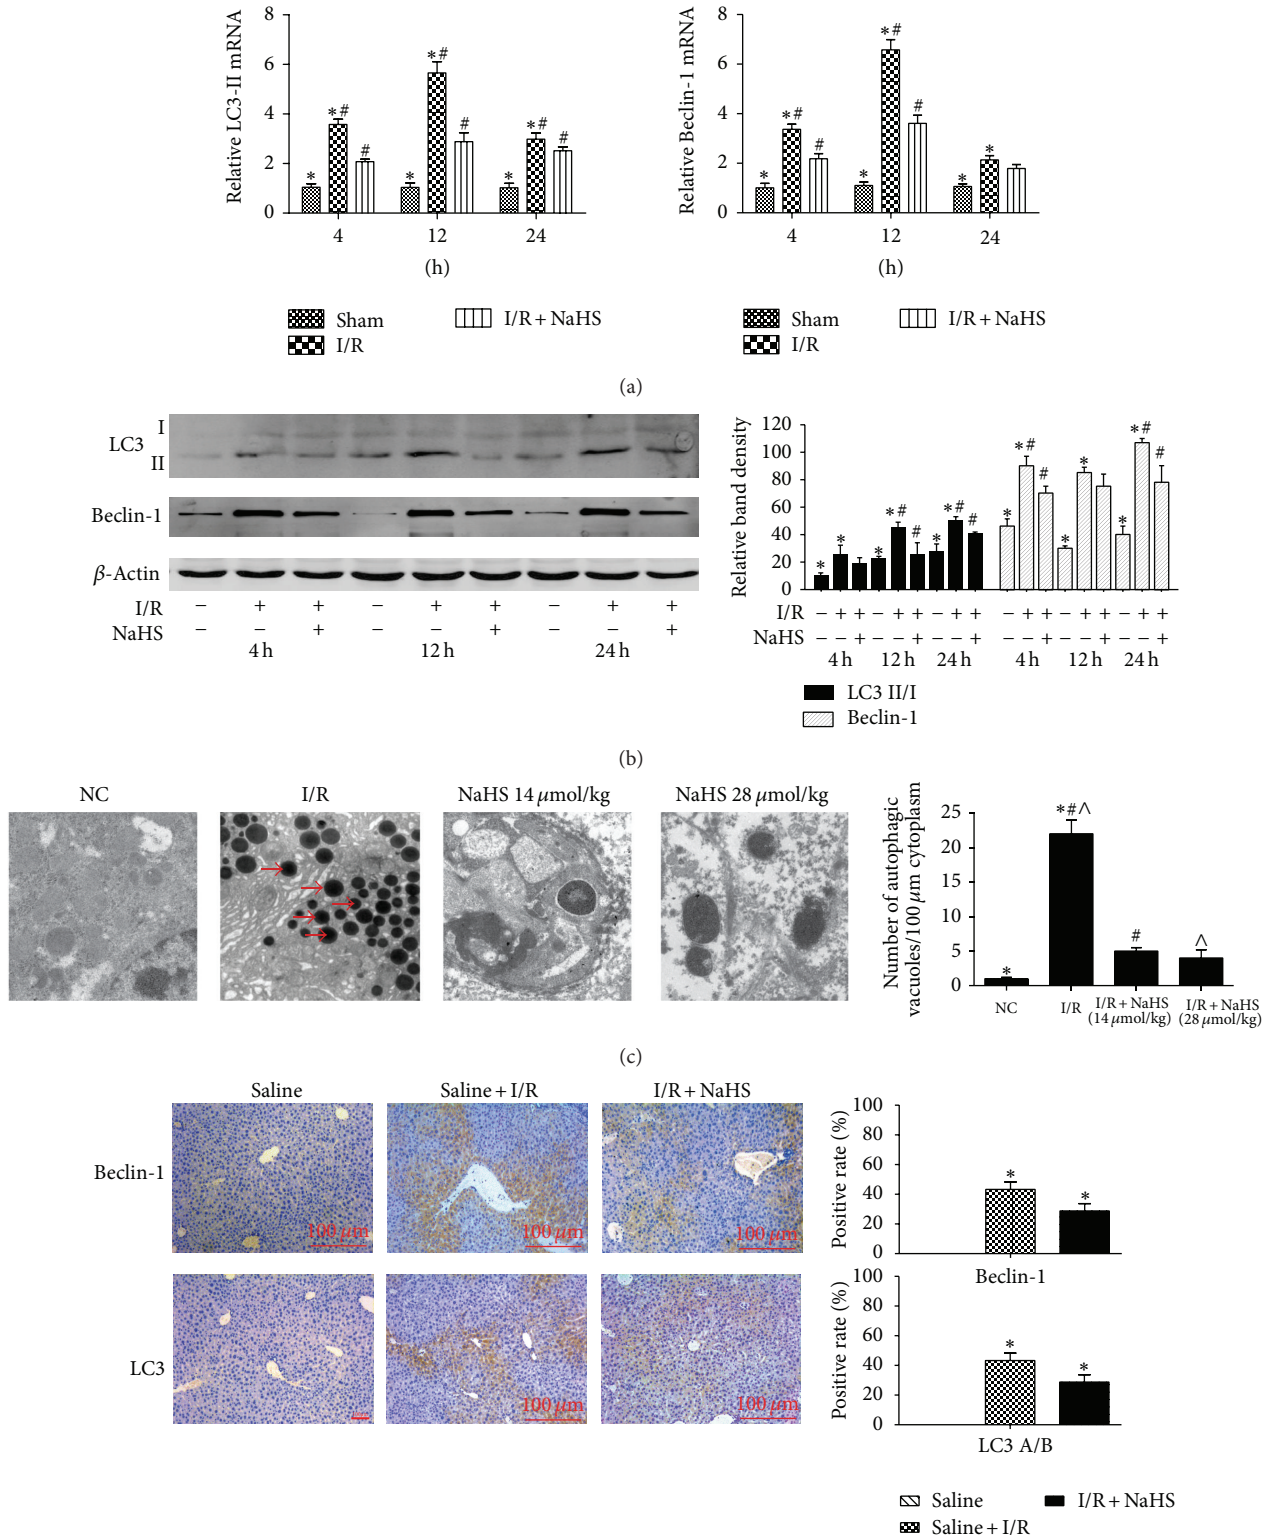 Relative LC3-II mRNA
8
6
4
2
0
*
*#
#
*
*#
#
*
*#
#
4 12 24
(h)
Sham
I/R
I/R + NaHS
Relative Beclin-1 mRNA
8
6
4
2
0
*
*#
#
*
*#
#
*
*
4 12 24
(h)
Sham
I/R
I/R + NaHS
(a)
LC3
I
II
Beclin-1
β-Actin
I/R − + + − + + − + +
NaHS − − + − − + − − +
4 h 12 h 24 h
Relative band density
120
100
80
60
40
20
0
* * * *# # * *# #
* *# # * * * *# #
I/R − + + − + + − + + − + + − + + − + +
NaHS − − + − − + − − + − − + − − + − − +
4 h 12 h 24 h 4 h 12 h 24 h
LC3 II/I
Beclin-1
(b)
NC
I/R
NaHS 14 μmol/kg
NaHS 28 μmol/kg
Number of autophagic
vacuoles/100 μm cytoplasm
25
20
15
10
5
0
*
*#^
#
^
NC
I/R
I/R + NaHS
(14 μmol/kg)
I/R + NaHS
(28 μmol/kg)
(c)
Saline
Saline + I/R
I/R + NaHS
Beclin-1
100 μm
100 μm
100 μm
LC3
100 μm
100 μm
Positive rate (%)
100
80
60
40
20
0
*
*
Beclin-1
Positive rate (%)
100
80
60
40
20
0
*
*
LC3 A/B
Saline
Saline + I/R
I/R + NaHS